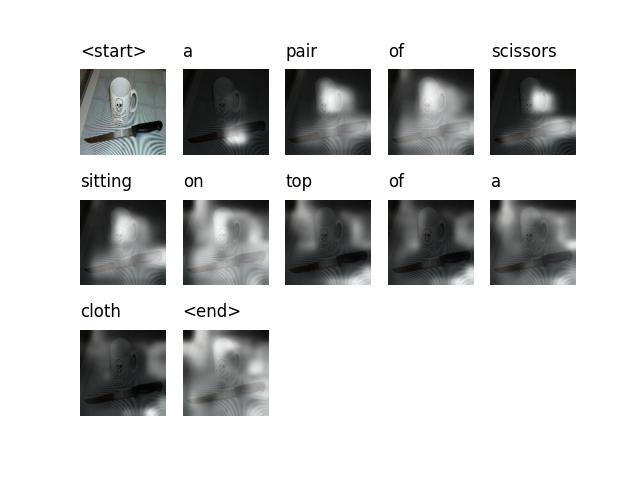 <start> a pair of scissors
sitting on top of a
cloth <end>